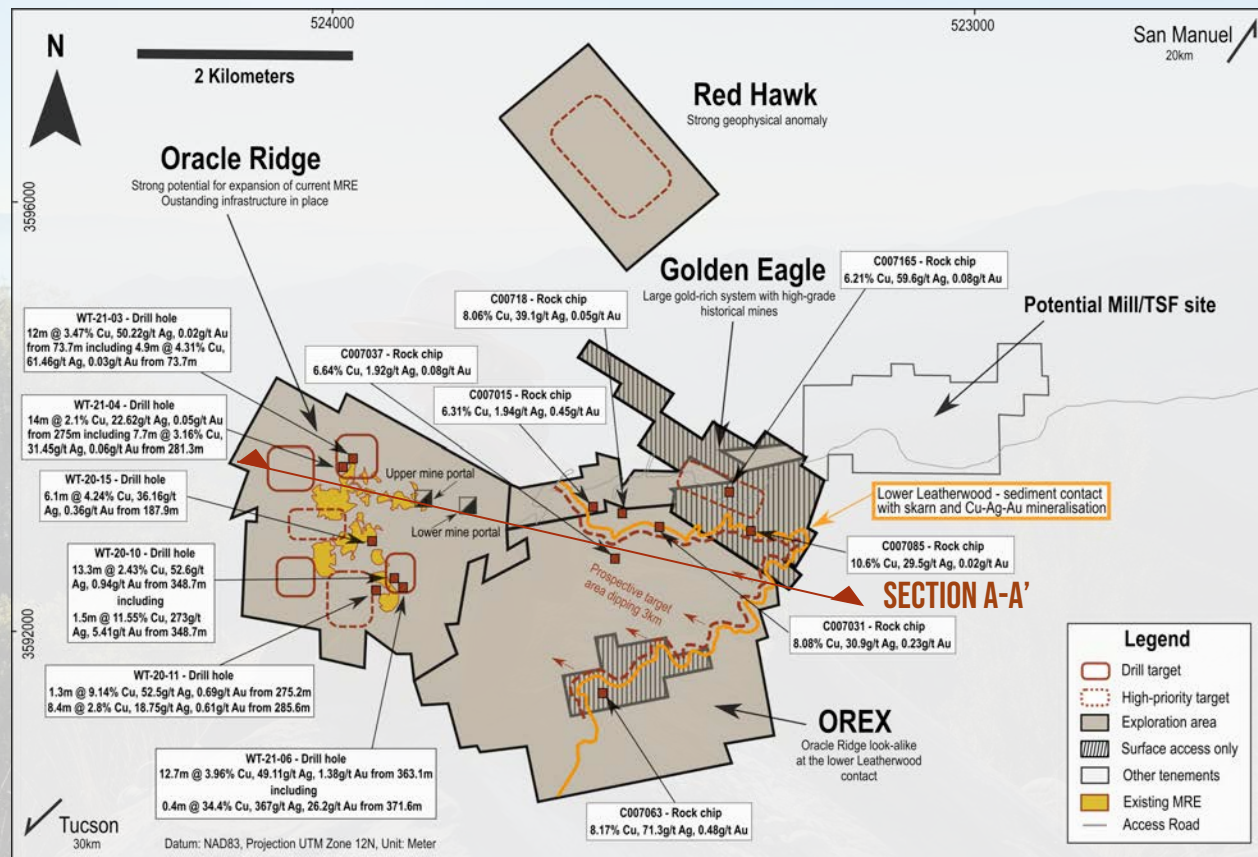 524000
523000
N
2 Kilometers
San Manuel
20km
Red Hawk
Strong geophysical anomaly
Oracle Ridge
Strong potential for expansion of current MRE
Oustanding infrastructure in place
3596000
Golden Eagle
Large gold-rich system with high-grade
historical mines
C007165 - Rock chip
6.21% Cu, 59.6g/t Ag, 0.08g/t Au
C00718 - Rock chip
8.06% Cu, 39.1g/t Ag, 0.05g/t Au
Potential Mill/TSF site
WT-21-03 - Drill hole
12m @ 3.47% Cu, 50.22g/t Ag, 0.02g/t Au
from 73.7m including 4.9m @ 4.31% Cu,
61.46g/t Ag, 0.03g/t Au from 73.7m
C007037 - Rock chip
6.64% Cu, 1.92g/t Ag, 0.08g/t Au
C007015 - Rock chip
6.31% Cu, 1.94g/t Ag, 0.45g/t Au
WT-21-04 - Drill hole
14m @ 2.1% Cu, 22.62g/t Ag, 0.05g/t Au
from 275m including 7.7m @ 3.16% Cu,
31.45g/t Ag, 0.06g/t Au from 281.3m
Upper mine portal
Lower mine portal
WT-20-15 - Drill hole
6.1m @ 4.24% Cu, 36.16g/t
Ag, 0.36g/t Au from 187.9m
Lower Leatherwood - sediment contact
with skarn and Cu-Ag-Au mineralisation
WT-20-10 - Drill hole
13.3m @ 2.43% Cu, 52.6g/t
Ag, 0.94g/t Au from 348.7m
including
1.5m @ 11.55% Cu, 273g/t
Ag, 5.41g/t Au from 348.7m
C007085 - Rock chip
10.6% Cu, 29.5g/t Ag, 0.02g/t Au
Prospective target
area dipping 3km
SECTION A-A'
3592000
C007031 - Rock chip
8.08% Cu, 30.9g/t Ag, 0.23g/t Au
WT-20-11 - Drill hole
1.3m @ 9.14% Cu, 52.5g/t Ag, 0.69g/t Au from 275.2m
8.4m @ 2.8% Cu, 18.75g/t Ag, 0.61g/t Au from 285.6m
OREX
Oracle Ridge look-alike
at the lower Leatherwood
contact
WT-21-06 - Drill hole
12.7m @ 3.96% Cu, 49.11g/t Ag, 1.38g/t Au from 363.1m
including
0.4m @ 34.4% Cu, 367g/t Ag, 26.2g/t Au from 371.6m
C007063 - Rock chip
8.17% Cu, 71.3g/t Ag, 0.48g/t Au
Tucson
30km
Datum: NAD83, Projection UTM Zone 12N, Unit: Meter
Legend
Drill target
High-priority target
Exploration area
Surface access only
Other tenements
Existing MRE
Access Road